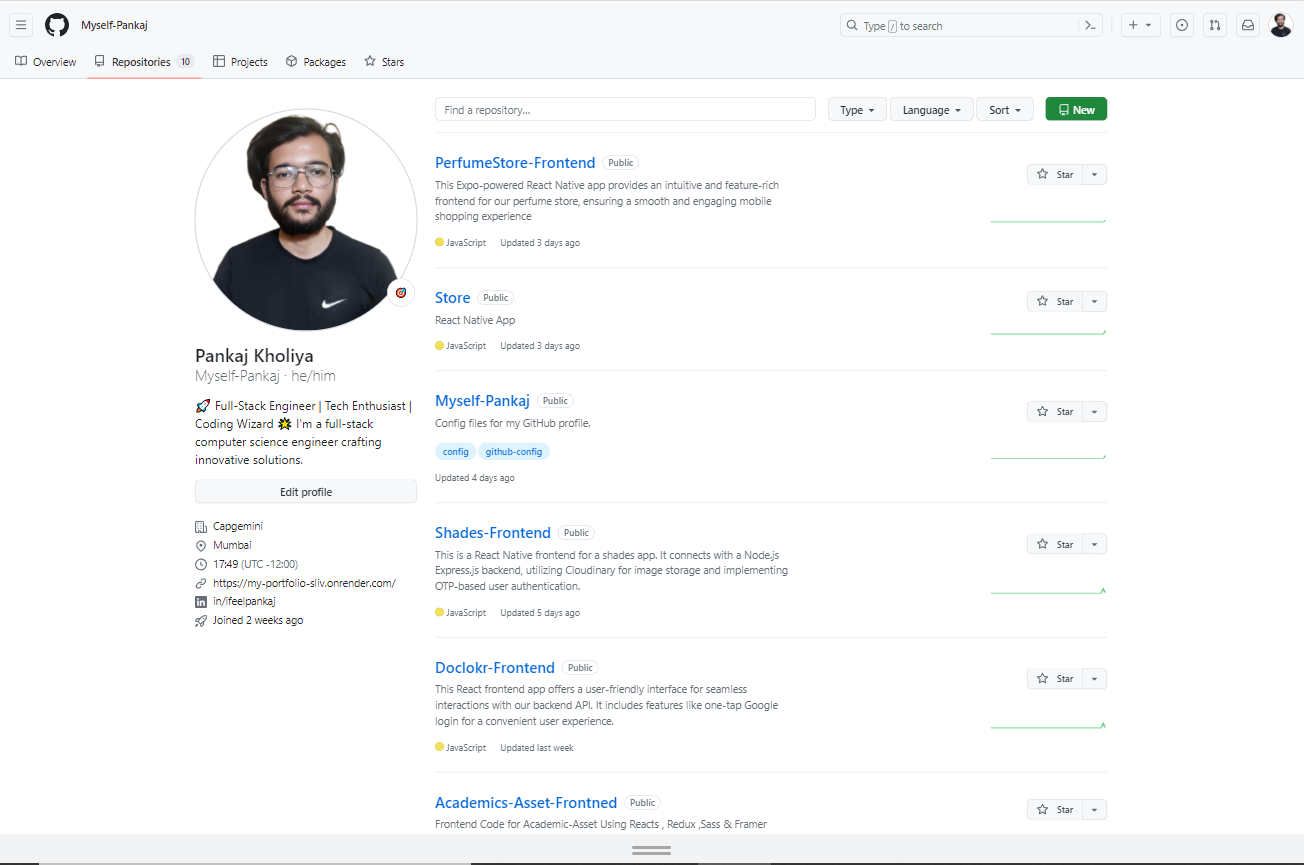 Myself-Pankaj
Type / to search
Overview
Repositories 10
Projects
Packages
Stars
Find a repository...
Type
Language
Sort
New
Pankaj Kholiya
Myself-Pankaj · he/him
🚀 Full-Stack Engineer | Tech Enthusiast |
Coding Wizard 💥 I'm a full-stack
computer science engineer crafting
innovative solutions.
Edit profile
Capgemini
Mumbai
17:49 (UTC -12:00)
https://my-portfolio-sliv.onrender.com/
in/ifeelpankaj
Joined 2 weeks ago
PerfumeStore-Frontend Public
Star
This Expo-powered React Native app provides an intuitive and feature-rich
frontend for our perfume store, ensuring a smooth and engaging mobile
shopping experience
JavaScript Updated 3 days ago
Store Public
Star
React Native App
JavaScript Updated 3 days ago
Myself-Pankaj Public
Star
Config files for my GitHub profile.
config github-config
Updated 4 days ago
Shades-Frontend Public
Star
This is a React Native frontend for a shades app. It connects with a Node.js
Express.js backend, utilizing Cloudinary for image storage and implementing
OTP-based user authentication.
JavaScript Updated 5 days ago
Doclokr-Frontend Public
Star
This React frontend app offers a user-friendly interface for seamless
interactions with our backend API. It includes features like one-tap Google
login for a convenient user experience.
JavaScript Updated last week
Academics-Asset-Frontned Public
Star
Frontend Code for Academic-Asset Using Reacts , Redux ,Sass & Framer